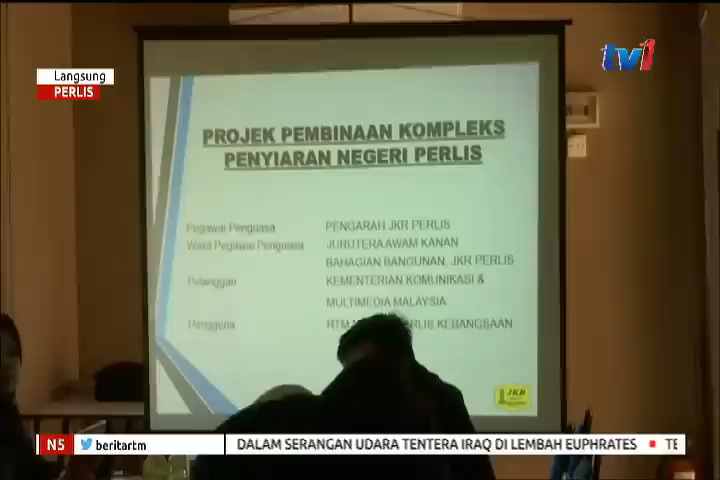 Langsung
PERLIS
tv1
PROJEK PEMBINAAN KOMPLEKS
PENYIARAN NEGERI PERLIS
Pegawai Penguasa PENGARAH JKR PERLIS
Wakil Pegawai Penguasa JURUTERA AWAM KANAN
BAHAGIAN BANGUNAN, JKR PERLIS
Pelanggan KEMENTERIAN KOMUNIKASI &
MULTIMEDIA MALAYSIA
Pengguna RTM PERLIS KEBANGSAAN
JKR
N5 beritartm DALAM SERANGAN UDARA TENTERA IRAQ DI LEMBAH EUPHRATES TE